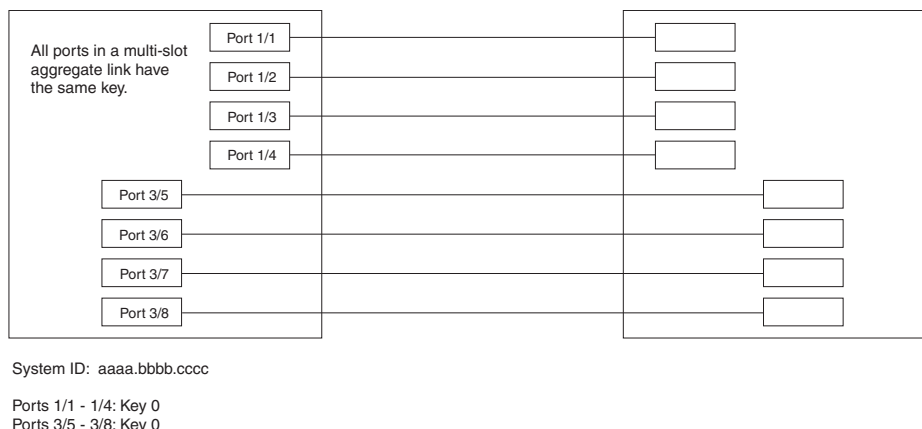 All ports in a multi-slot
aggregate link have
the same key.
Port 1/1
Port 1/2
Port 1/3
Port 1/4
Port 3/5
Port 3/6
Port 3/7
Port 3/8
System ID: aaaa.bbbb.cccc
Ports 1/1 - 1/4: Key 0
Ports 3/5 - 3/8: Key 0